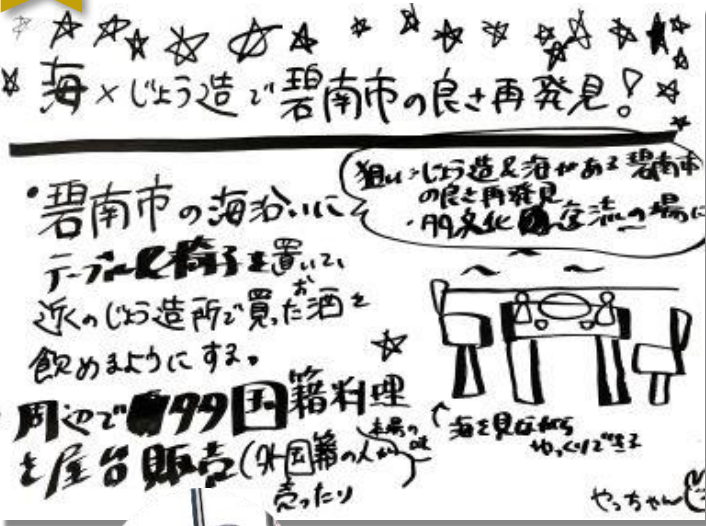 海×じょう造で碧南市の良さ再発見!
狙い:じょう造&海がある碧南市
の良さ再発見
・多文化交流の場に
・碧南市の海沿いに
テーブル&椅子を置いて、
近くのじょう造所で買ったお酒を
飲めるようにする。
周辺で多国籍料理
を屋台販売(外国籍の人が
本場の味
売ったり
海を見ながら
ゆっくりできる
やっちゃん